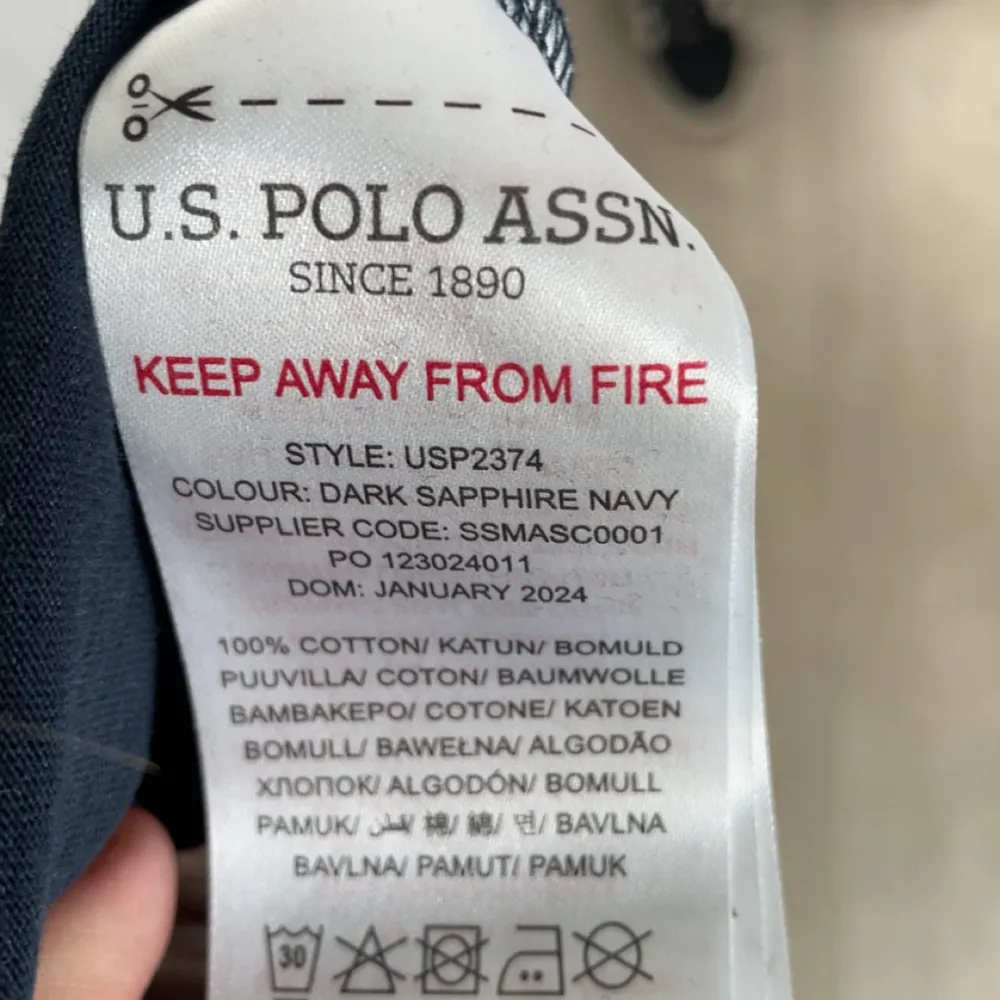 U.S. POLO ASSN.
SINCE 1890
KEEP AWAY FROM FIRE
STYLE: USP2374
COLOUR: DARK SAPPHIRE NAVY
SUPPLIER CODE: SSMASC0001
PO 123024011
DOM: JANUARY 2024
100% COTTON/ KATUN/ BOMULD
PUUVILLA/ COTON/ BAUMWOLLE
BAMBAKEPO/ COTONE/ KATOEN
BOMULL/ BAWEŁNA/ ALGODÃO
ХПОПОК/ ALGODÓN/ BOMULL
PAMUK/ 棉/ 綿/ 면/ BAVLNA
BAVLNA/ PAMUT/ PAMUK
30